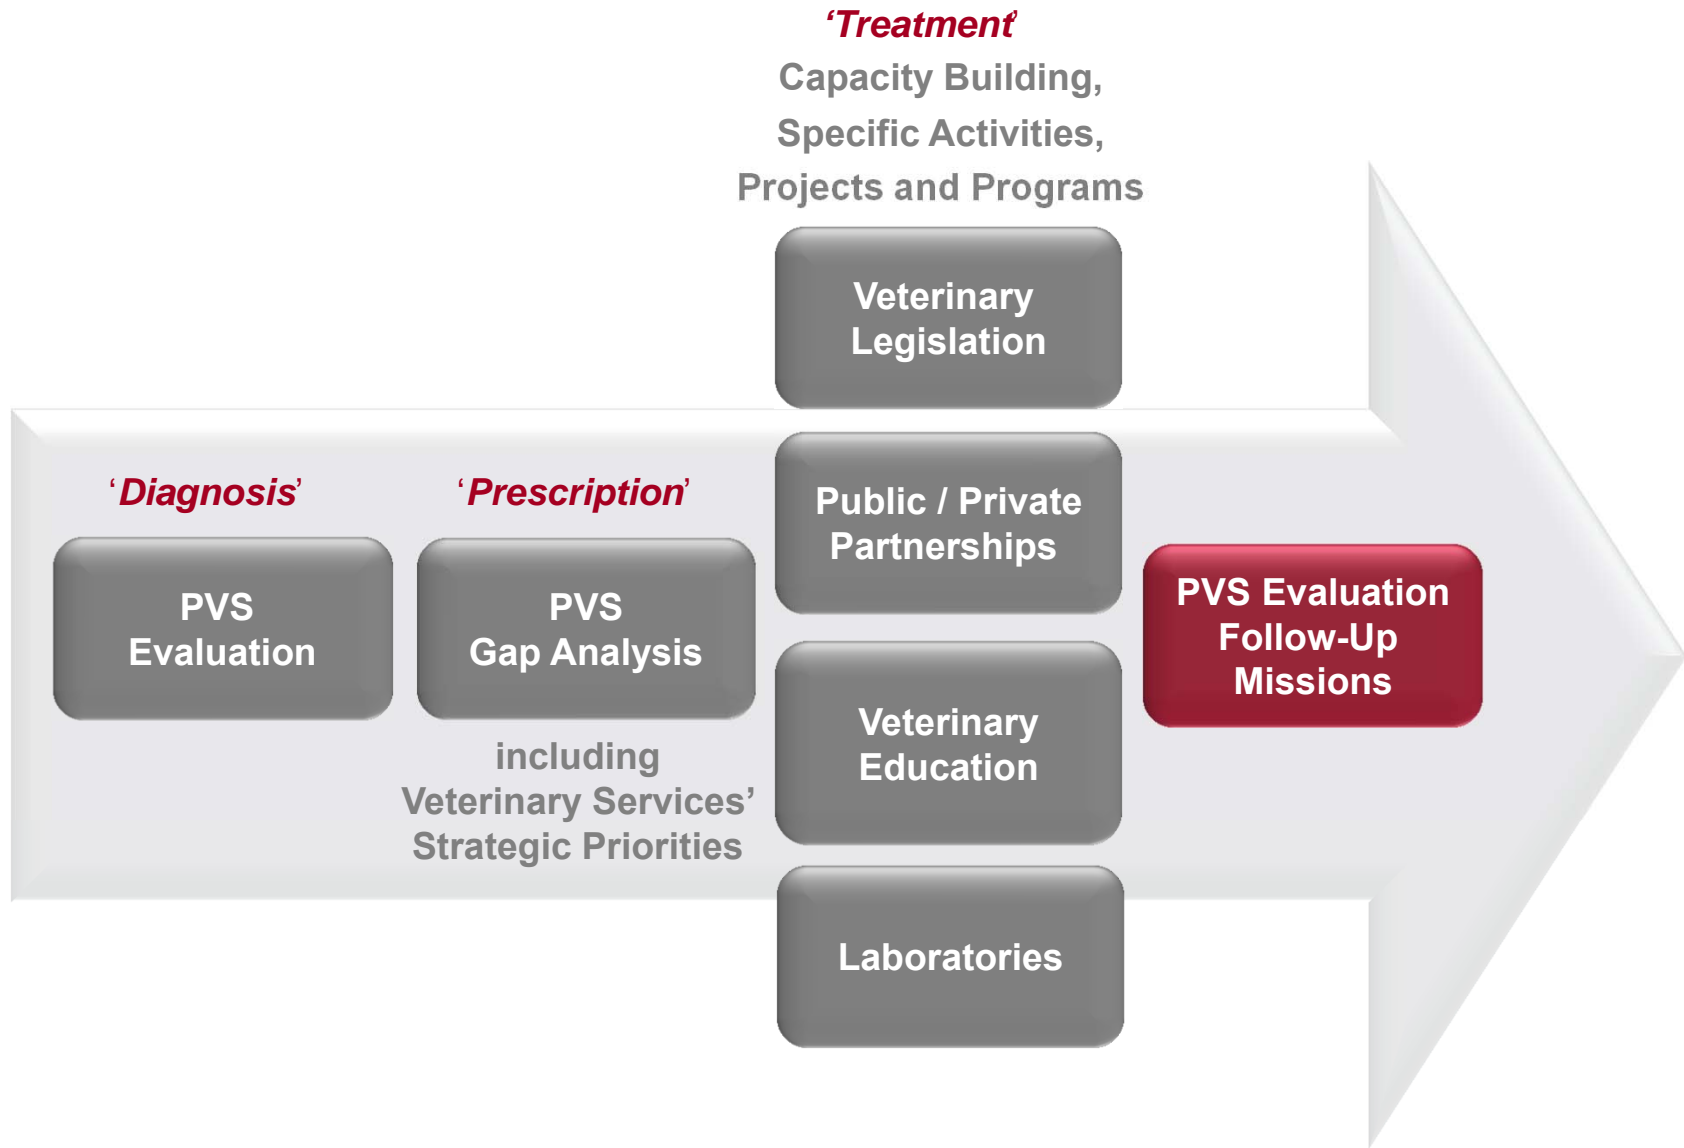 ‘Treatment’
Capacity Building,
Specific Activities,
Projects and Programs
Veterinary
Legislation
‘Diagnosis’
PVS
Evaluation
‘Prescription’
PVS
Gap Analysis
including
Veterinary Services’
Strategic Priorities
Public / Private
Partnerships
Veterinary
Education
Laboratories
PVS Evaluation
Follow-Up
Missions